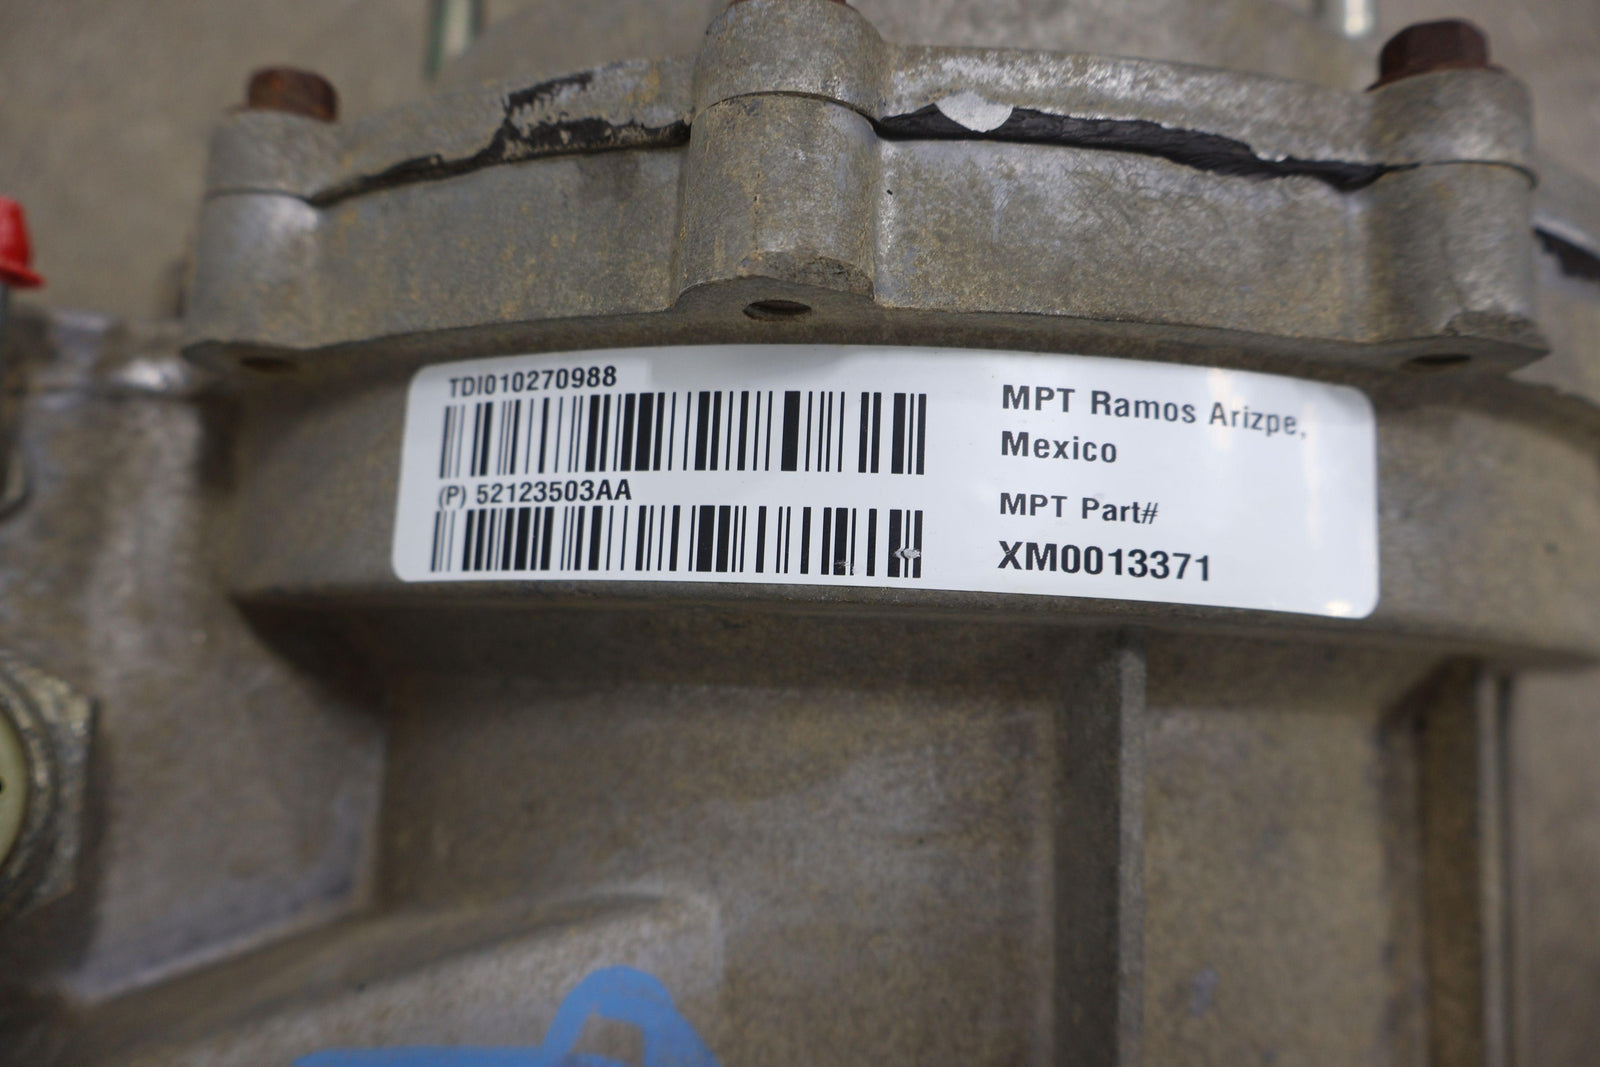 TDI010270988
(P) 52123503AA
MPT Ramos Arizpe,
Mexico
MPT Part#
XM0013371